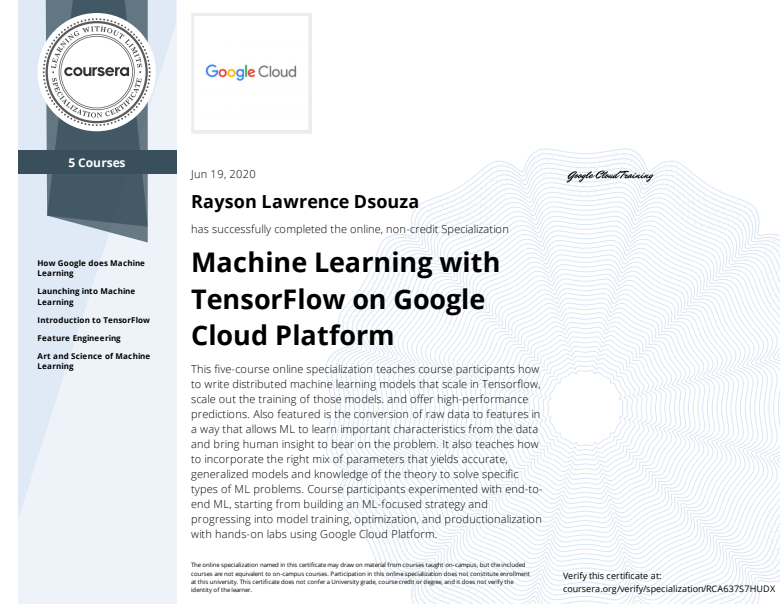 LEARNING WITHOUT LIMITS
coursera
SPECIALIZATION CERTIFICATE
5 Courses
How Google does Machine
Learning
Launching into Machine
Learning
Introduction to TensorFlow
Feature Engineering
Art and Science of Machine
Learning
Google Cloud
Jun 19, 2020
Rayson Lawrence Dsouza
has successfully completed the online, non-credit Specialization
Machine Learning with
TensorFlow on Google
Cloud Platform
This five-course online specialization teaches course participants how
to write distributed machine learning models that scale in Tensorflow,
scale out the training of those models. and offer high-performance
predictions. Also featured is the conversion of raw data to features in
a way that allows ML to learn important characteristics from the data
and bring human insight to bear on the problem. It also teaches how
to incorporate the right mix of parameters that yields accurate,
generalized models and knowledge of the theory to solve specific
types of ML problems. Course participants experimented with end-to-
end ML, starting from building an ML-focused strategy and
progressing into model training, optimization, and productionalization
with hands-on labs using Google Cloud Platform.
Google Cloud Training
The online specialization named in this certificate may draw on material from courses taught on-campus, but the included
courses are not equivalent to on-campus courses. Participation in this online specialization does not constitute enrollment
at this university. This certificate does not confer a University grade, course credit or degree, and it does not verify the
identity of the learner.
Verify this certificate at:
coursera.org/verify/specialization/RCA637S7HUDX